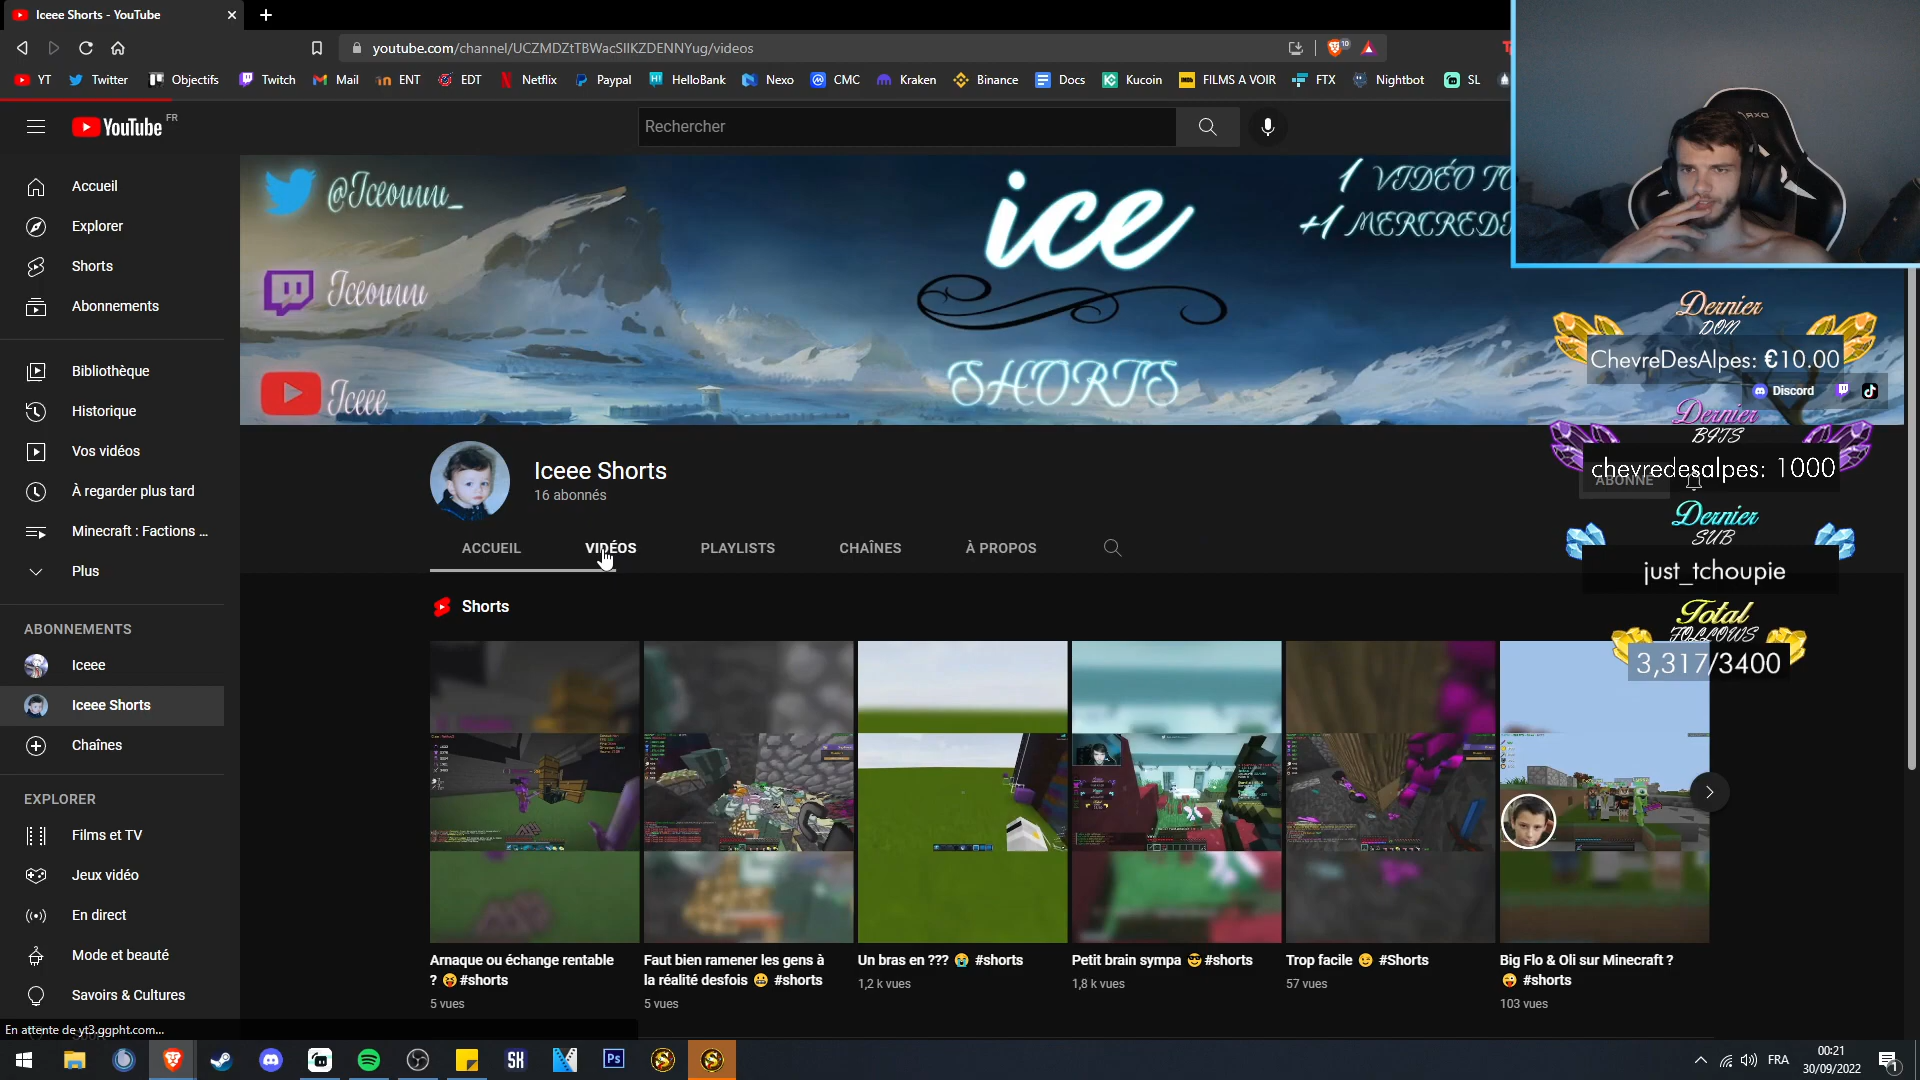 Iceee Shorts - YouTube
youtube.com/channel/UCZMDZtTBWacSIIKZDENNYug/videos
10
YT Twitter Objectifs Twitch Mail ENT EDT Netflix Paypal HelloBank Nexo CMC Kraken Binance Docs Kucoin FILMS A VOIR FTX Nightbot SL
YouTube FR
Rechercher
Accueil
Explorer
Shorts
Abonnements
Bibliothèque
Historique
Vos vidéos
À regarder plus tard
Minecraft : Factions ...
Plus
ABONNEMENTS
Iceee
Iceee Shorts
Chaînes
EXPLORER
Films et TV
Jeux vidéo
En direct
Mode et beauté
Savoirs & Cultures
En attente de yt3.ggpht.com...
@Iceouuu_
Iceouuu
Iceee
ice
SHORTS
1 VIDÉO TO
+1 MERCREDI
Dernier
DON
ChevreDesAlpes: €10.00
Discord
Dernier
BITS
chevredesalpes: 1000
ABONNÉ
Dernier
SUB
just_tchoupie
Total
FOLLOWS
3,317/3400
Iceee Shorts
16 abonnés
ACCUEIL VIDÉOS PLAYLISTS CHAÎNES À PROPOS
Shorts
Arnaque ou échange rentable
? 😝 #shorts
5 vues
Faut bien ramener les gens à
la réalité desfois 😬 #shorts
5 vues
Un bras en ??? 😭 #shorts
1,2 k vues
Petit brain sympa 😎 #shorts
1,8 k vues
Trop facile 😉 #Shorts
57 vues
Big Flo & Oli sur Minecraft ?
😜 #shorts
103 vues
SK
Ps
FRA
00:21
30/09/2022
1